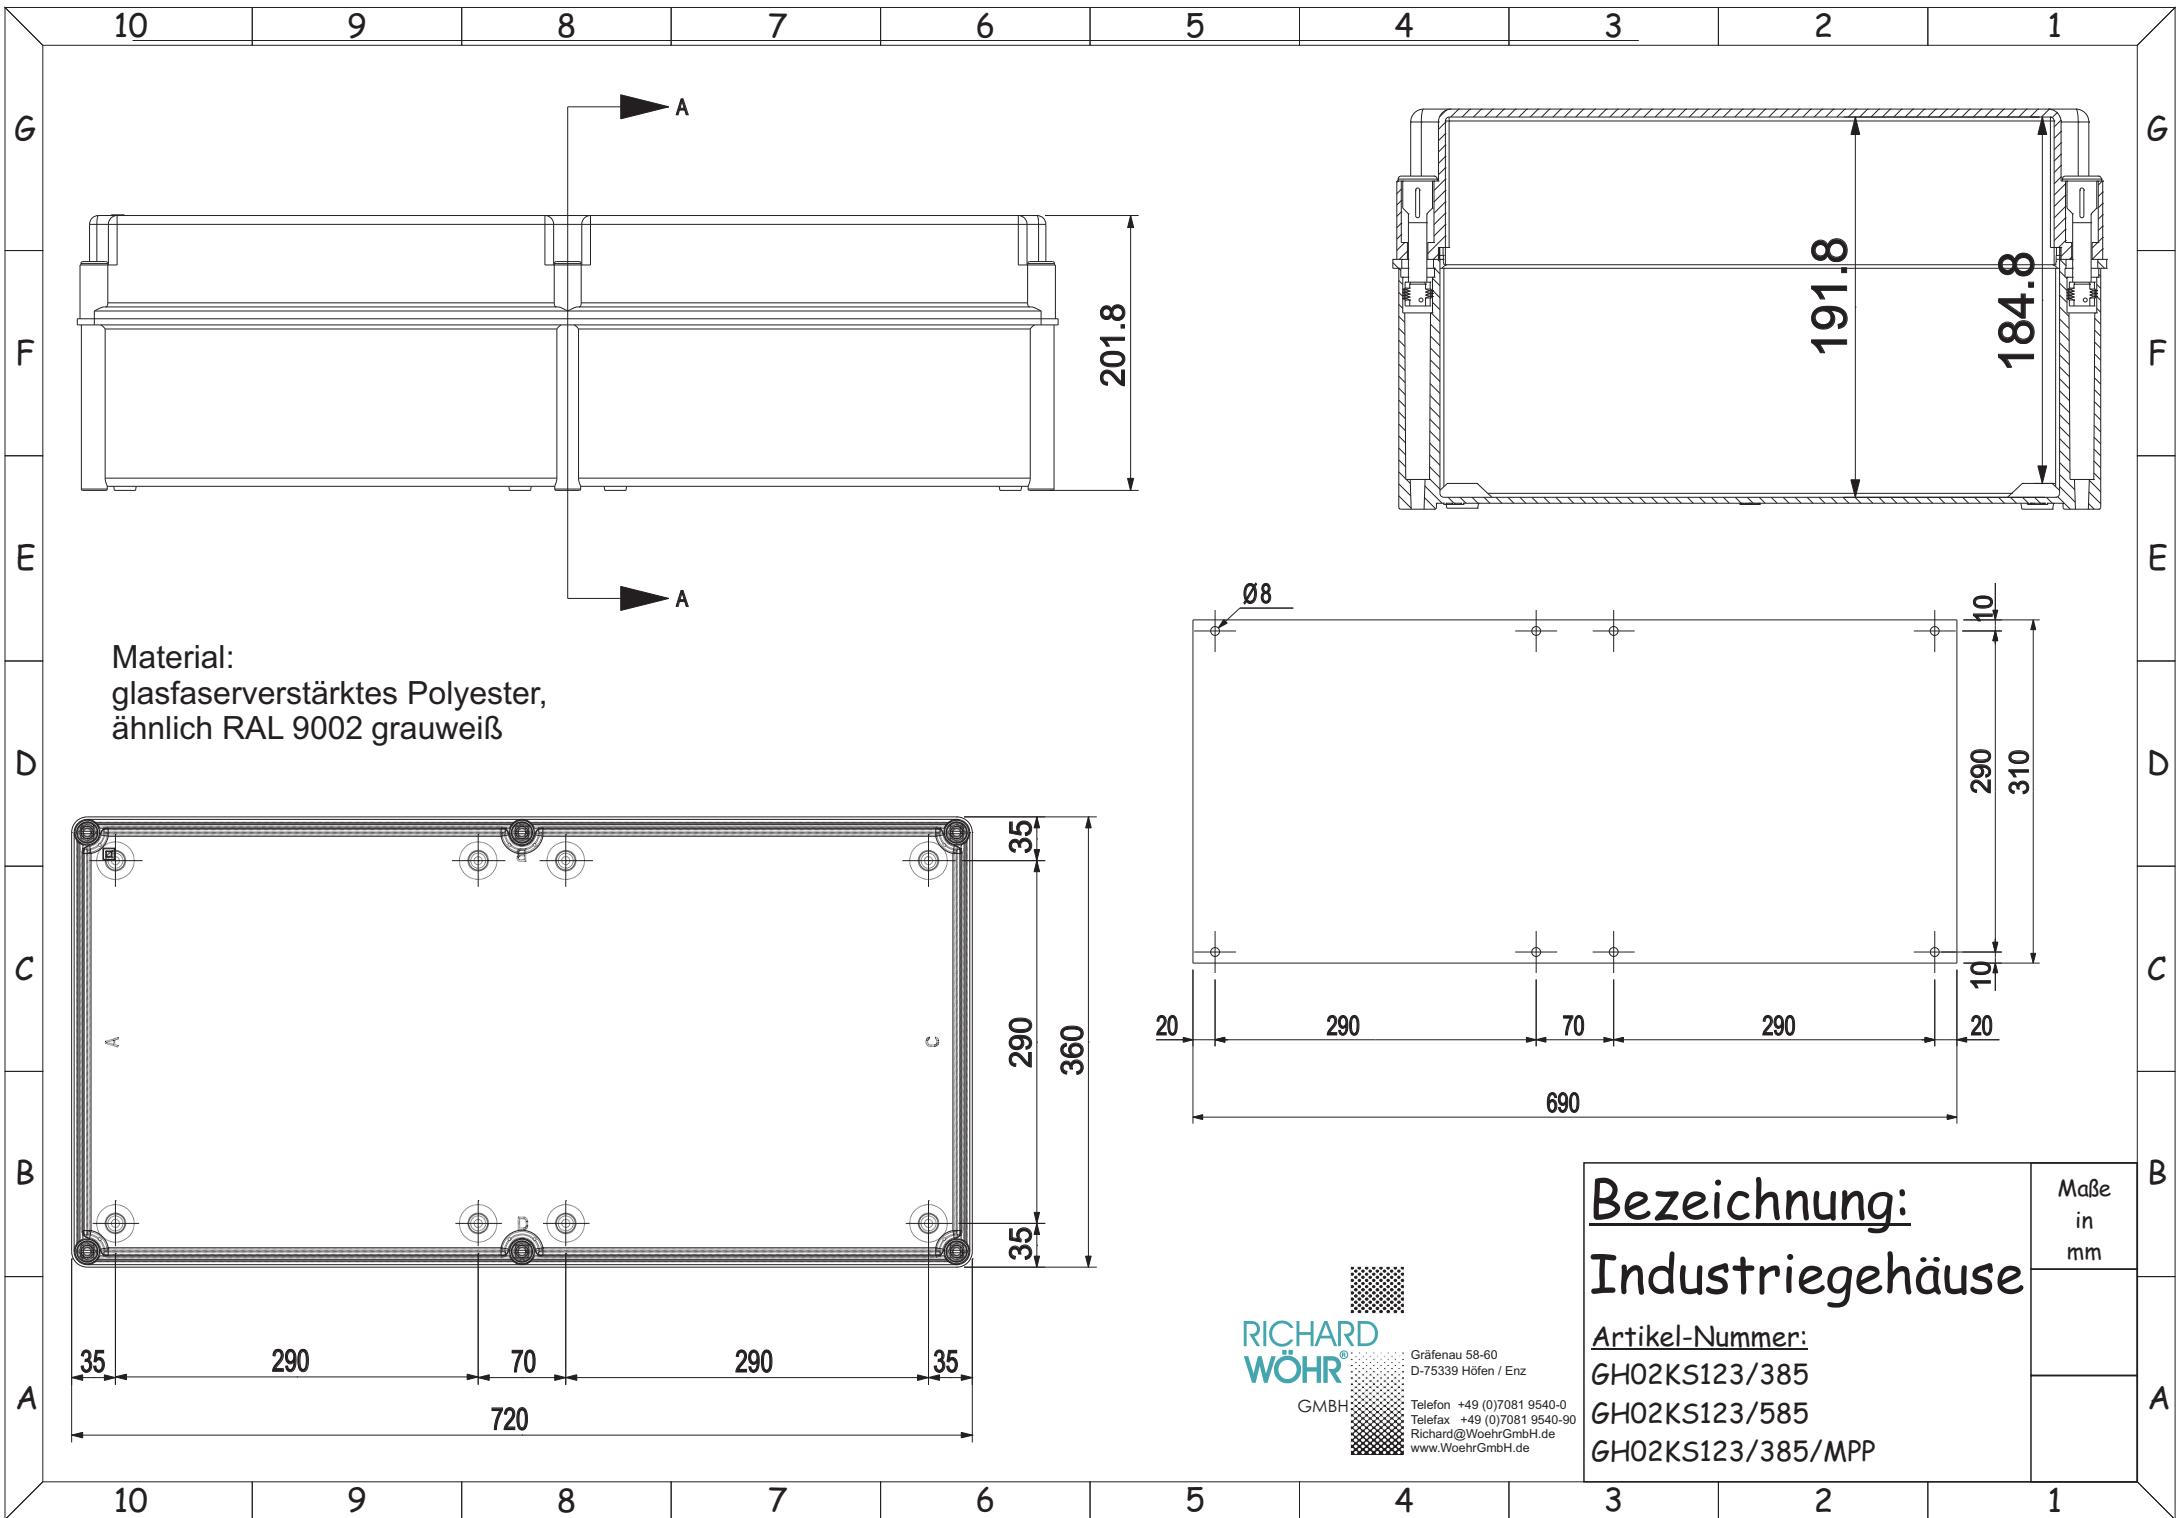 10 9 8 7 6 5 4 3 2 1
G G
F F
E E
D D
C C
B B
A A
A
A
201.8
191.8
184.8
Material:
glasfaserverstärktes Polyester,
ähnlich RAL 9002 grauweiß
Ø8
10
290
310
10
20 290 70 290 20
690
35
290
360
35
B
A
C
D
35 290 70 290 35
720
RICHARD
WÖHR®
GMBH
Gräfenau 58-60
D-75339 Höfen / Enz
Telefon +49 (0)7081 9540-0
Telefax +49 (0)7081 9540-90
Richard@WoehrGmbH.de
www.WoehrGmbH.de
Bezeichnung:
Industriegehäuse
Artikel-Nummer:
GH02KS123/385
GH02KS123/585
GH02KS123/385/MPP
Maße
in
mm
10 9 8 7 6 5 4 3 2 1